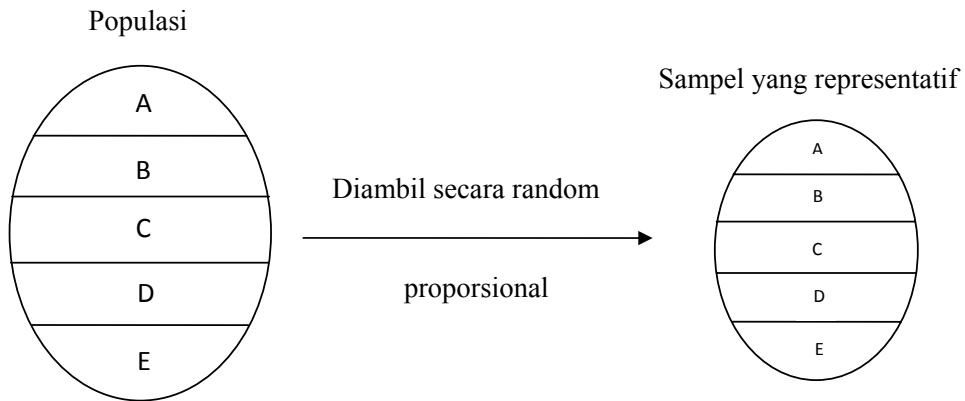 Populasi
A
B
C
D
E
Diambil secara random
proporsional
Sampel yang representatif
A
B
C
D
E